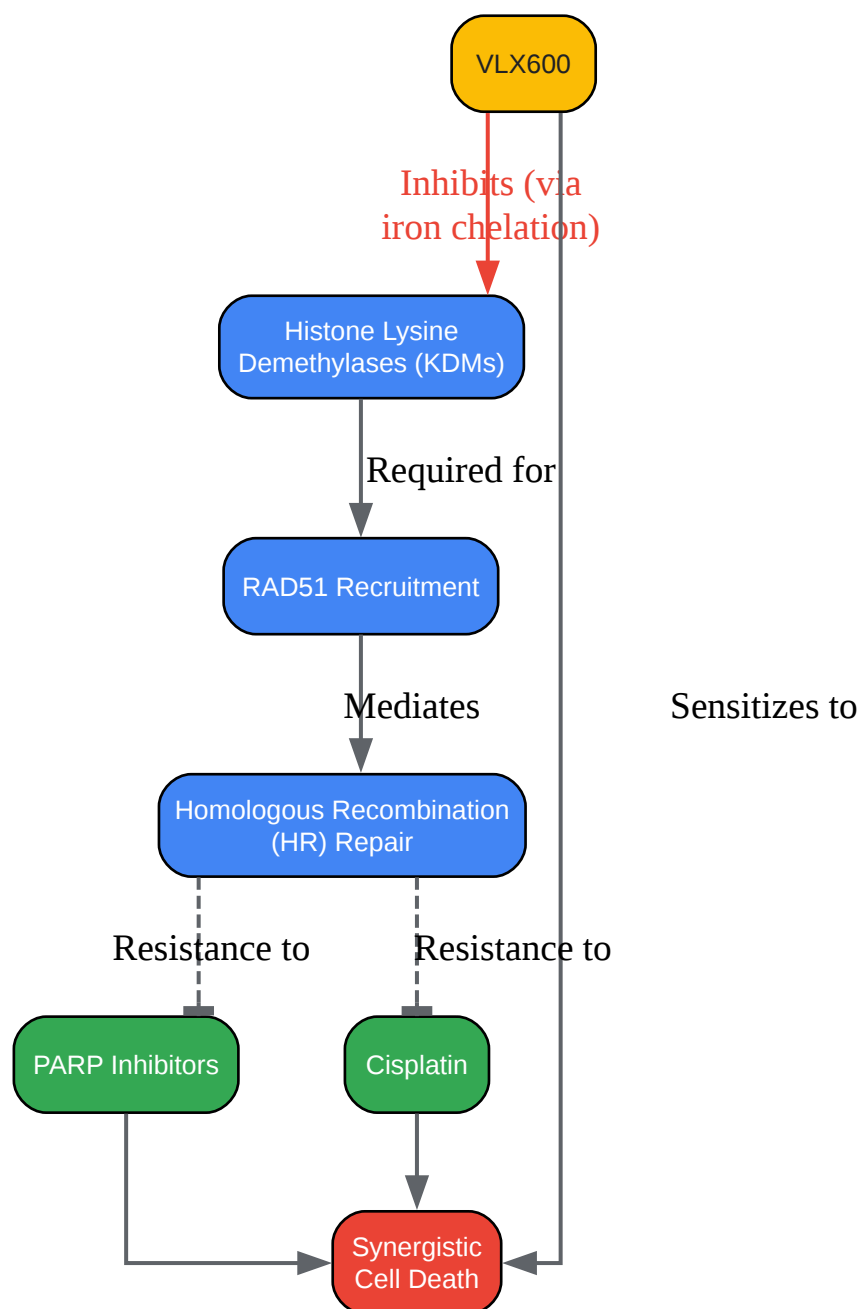 VLX600
Inhibits (via
iron chelation)
Histone Lysine
Demethylases (KDMs)
Required for
RAD51 Recruitment
Mediates
Sensitizes to
Homologous Recombination
(HR) Repair
Resistance to
Resistance to
PARP Inhibitors
Cisplatin
Synergistic
Cell Death